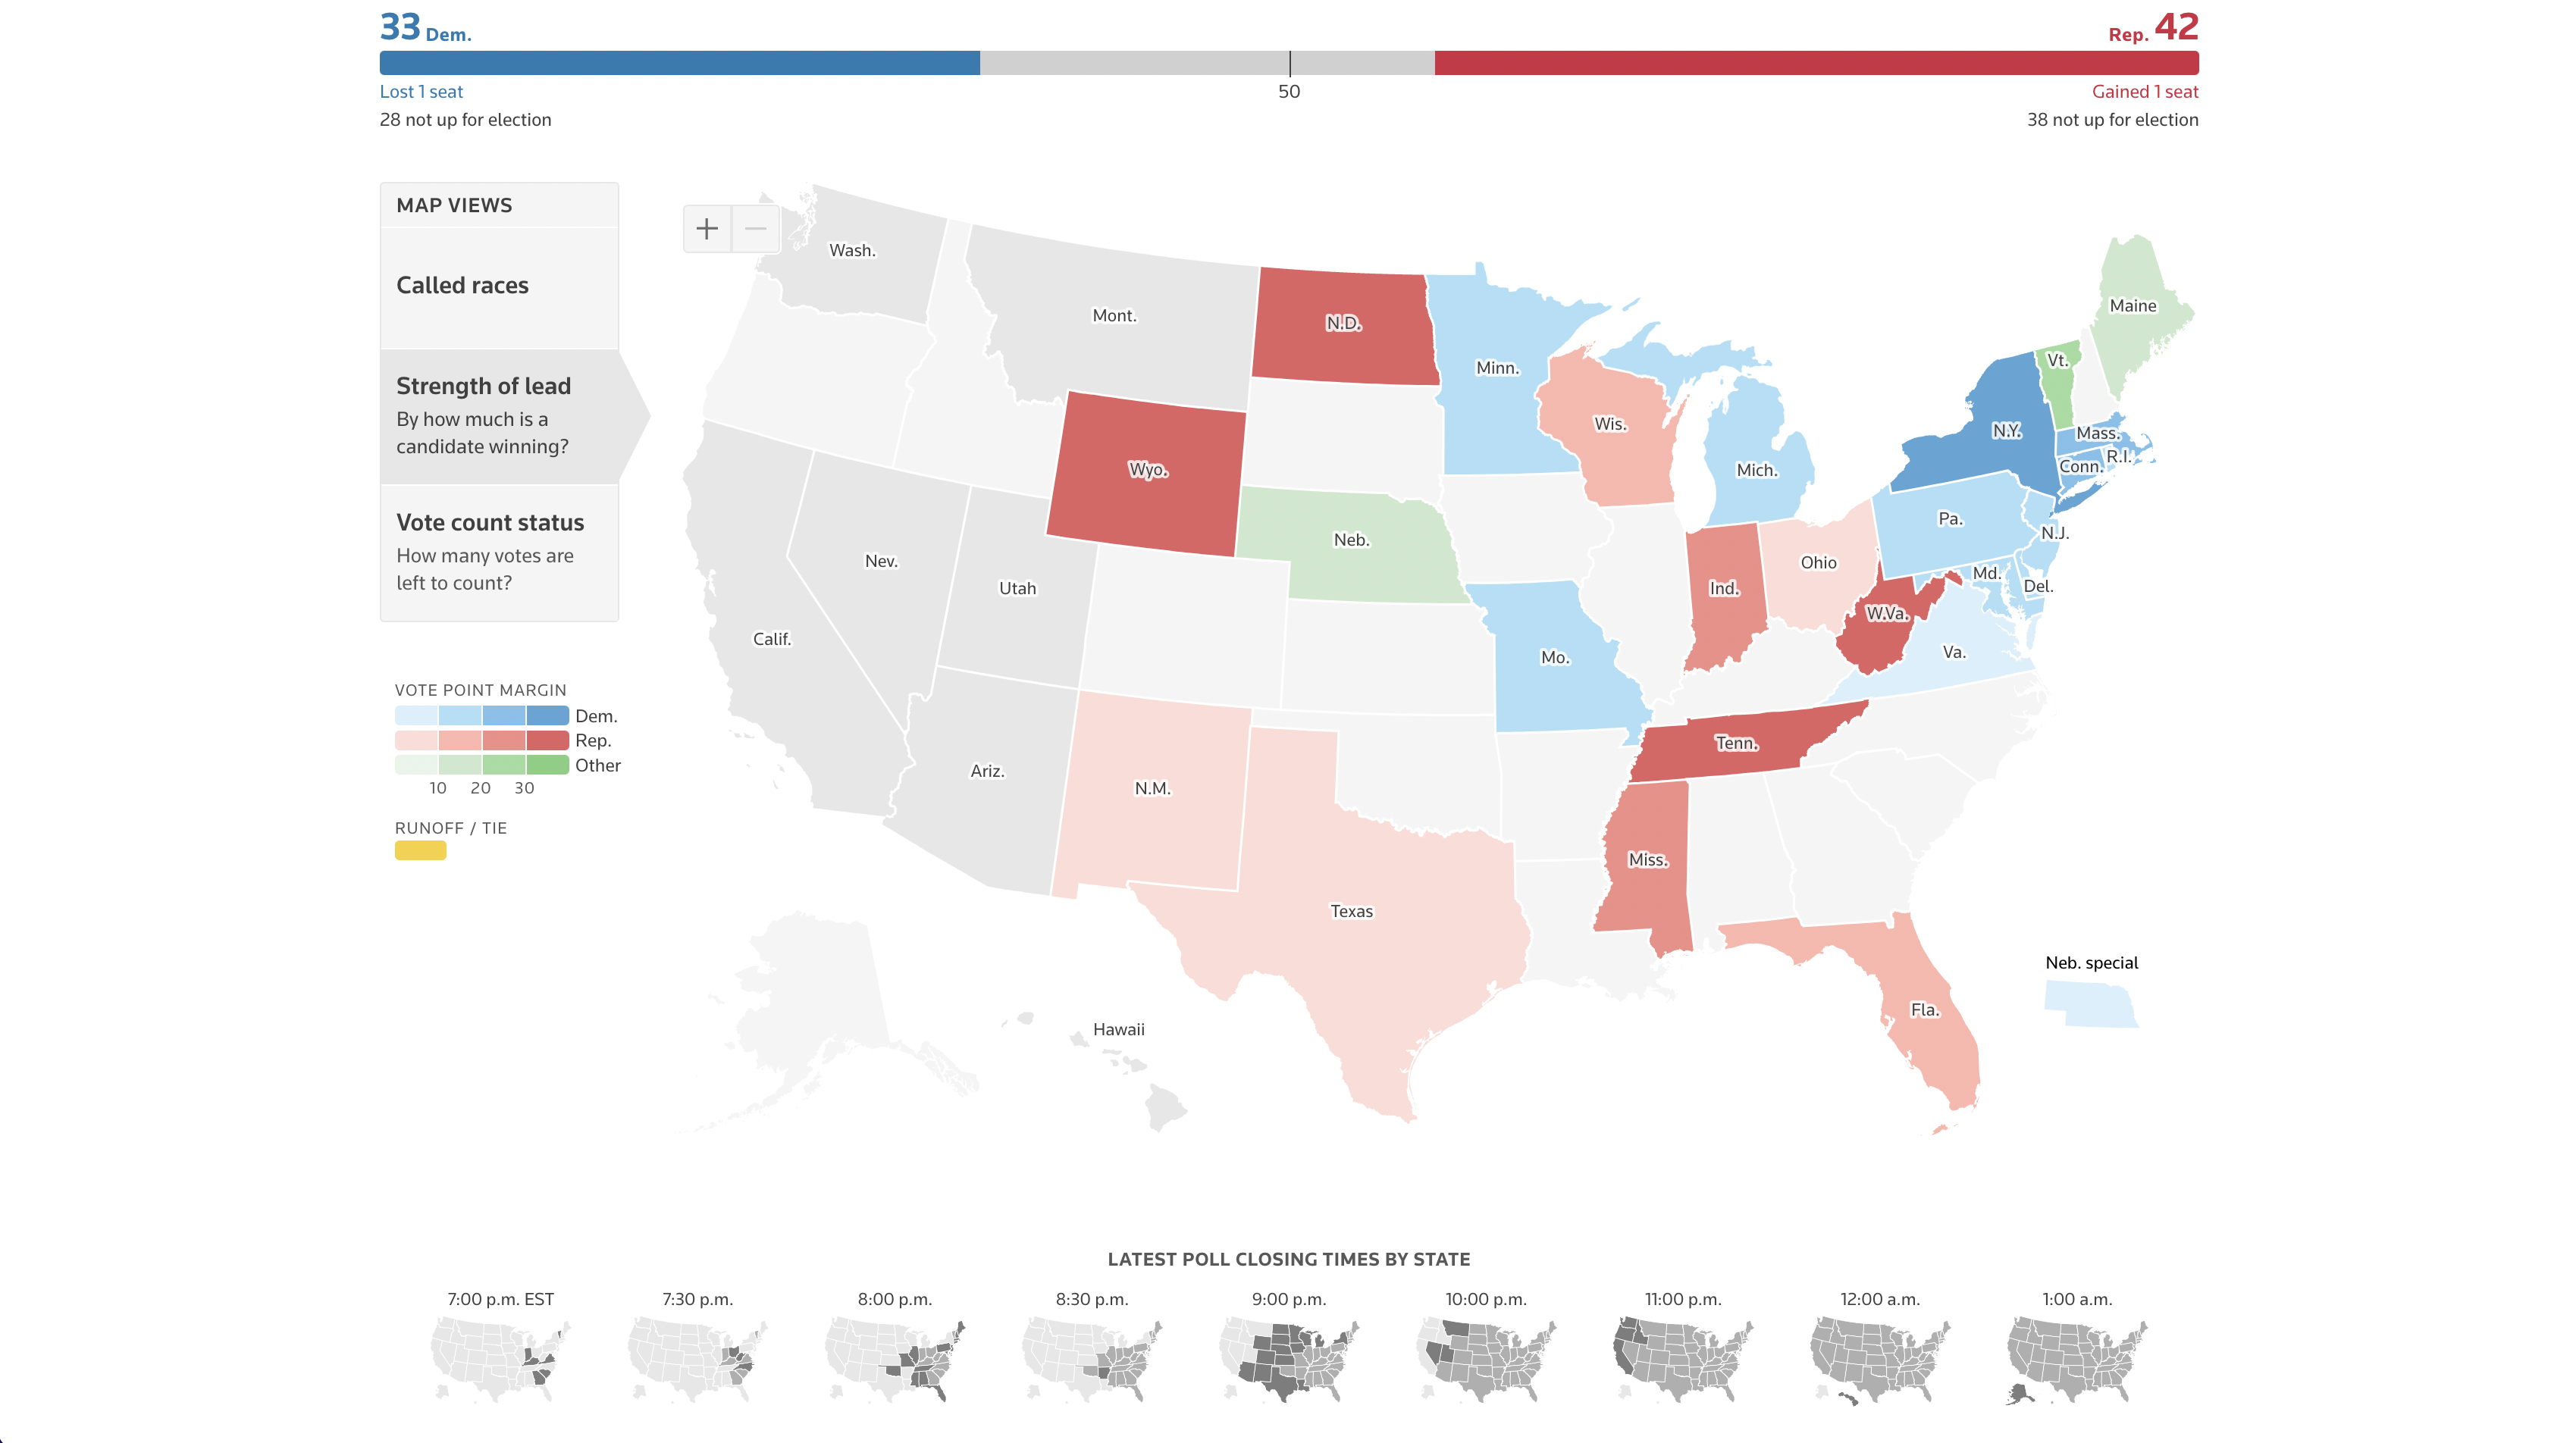 33 Dem.
Rep. 42
Lost 1 seat
50
Gained 1 seat
28 not up for election
38 not up for election
MAP VIEWS
Called races
Strength of lead
By how much is a
candidate winning?
Vote count status
How many votes are
left to count?
VOTE POINT MARGIN
Dem.
Rep.
Other
10 20 30
RUNOFF / TIE
+ −
Wash.
Mont.
N.D.
Minn.
Wis.
Mich.
Maine
Vt.
N.Y.
Mass.
Conn.
R.I.
Wyo.
Neb.
Pa.
N.J.
Nev.
Utah
Ind.
Ohio
Md.
Del.
W.Va.
Calif.
Mo.
Va.
Ariz.
N.M.
Tenn.
Texas
Miss.
Fla.
Hawaii
Neb. special
LATEST POLL CLOSING TIMES BY STATE
7:00 p.m. EST
7:30 p.m.
8:00 p.m.
8:30 p.m.
9:00 p.m.
10:00 p.m.
11:00 p.m.
12:00 a.m.
1:00 a.m.